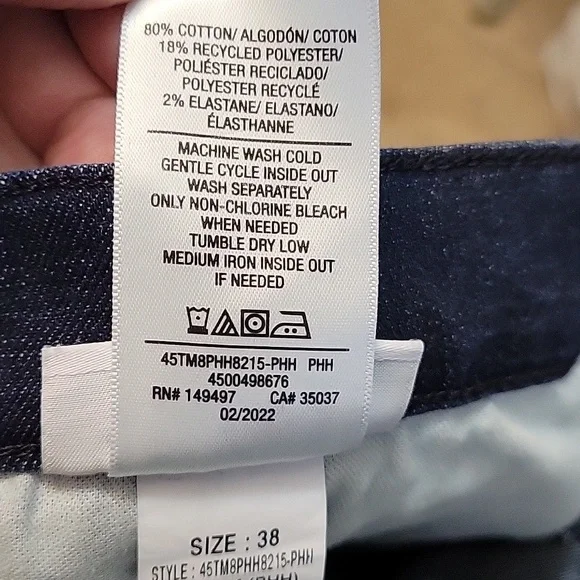 80% COTTON/ ALGODÓN/ COTON
18% RECYCLED POLYESTER/
POLIÉSTER RECICLADO/
POLYESTER RECYCLÉ
2% ELASTANE/ ELASTANO/
ÉLASTHANNE
MACHINE WASH COLD
GENTLE CYCLE INSIDE OUT
WASH SEPARATELY
ONLY NON-CHLORINE BLEACH
WHEN NEEDED
TUMBLE DRY LOW
MEDIUM IRON INSIDE OUT
IF NEEDED
45TM8PHH8215-PHH PHH
4500498676
RN# 149497 CA# 35037
02/2022
SIZE : 38
STYLE : 45TM8PHH8215-PHH